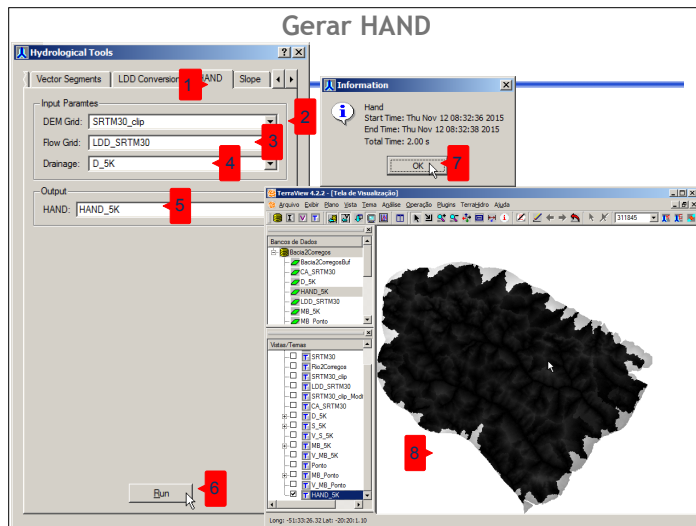 Gerar HAND
Hydrological Tools
Vector Segments
LDD Conversion
HAND
Slope
1
Input Paramtes
DEM Grid:
SRTM30_clip
2
Flow Grid:
LDD_SRTM30
3
Drainage:
D_5K
4
Output
HAND:
HAND_5K
5
Run
6
Information
Hand
Start Time: Thu Nov 12 08:32:36 2015
End Time: Thu Nov 12 08:32:38 2015
Total Time: 2.00 s
OK
7
TerraView 4.2.2 - [Tela de Visualização]
Arquivo Exibir Plano Vista Tema Análise Operação Plugins TerraHidro Ajuda
311845
Bancos de Dados
Bacia2Corregos
Bacia2CorregosBuf
CA_SRTM30
D_5K
HAND_5K
LDD_SRTM30
MB_5K
MB_Ponto
Vistas/Temas
SRTM30
Rio2Corregos
SRTM30_clip
LDD_SRTM30
SRTM30_clip_Modi
CA_SRTM30
D_5K
S_5K
V_S_5K
MB_5K
V_MB_5K
Ponto
MB_Ponto
V_MB_Ponto
HAND_5K
8
Long: -51:33:26.32 Lat: -20:20:1.10